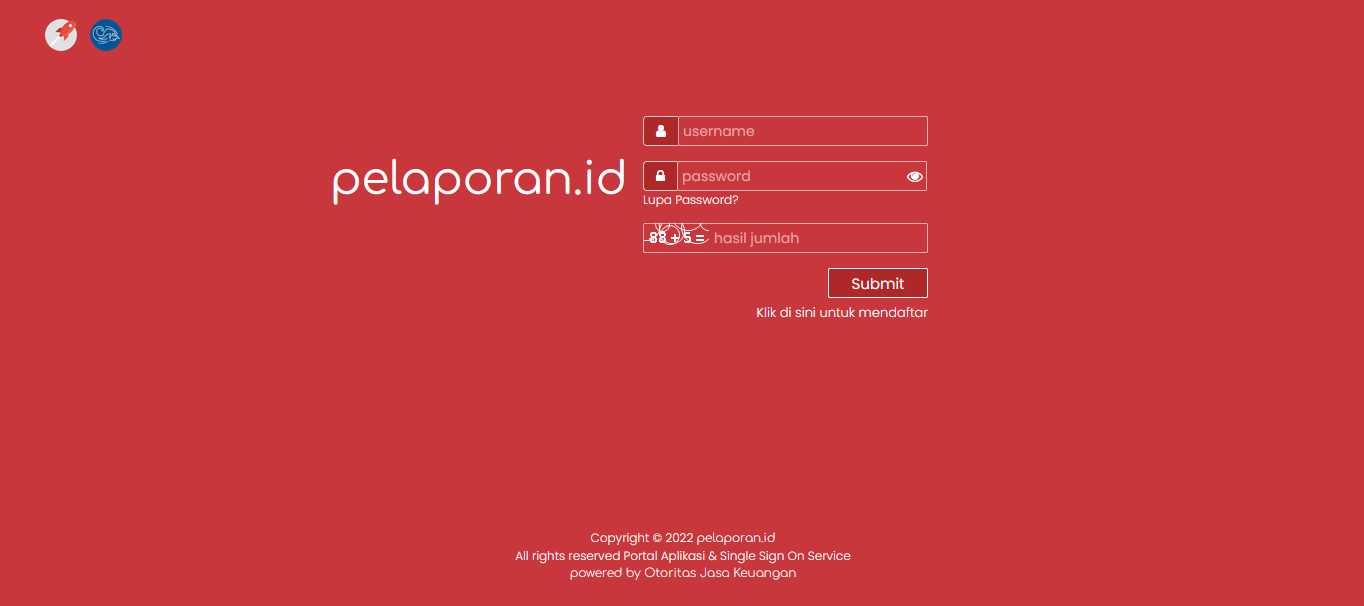 pelaporan.id
username
password
Lupa Password?
88 + 5 = hasil jumlah
Submit
Klik di sini untuk mendaftar
Copyright © 2022 pelaporan.id
All rights reserved Portal Aplikasi & Single Sign On Service
powered by Otoritas Jasa Keuangan